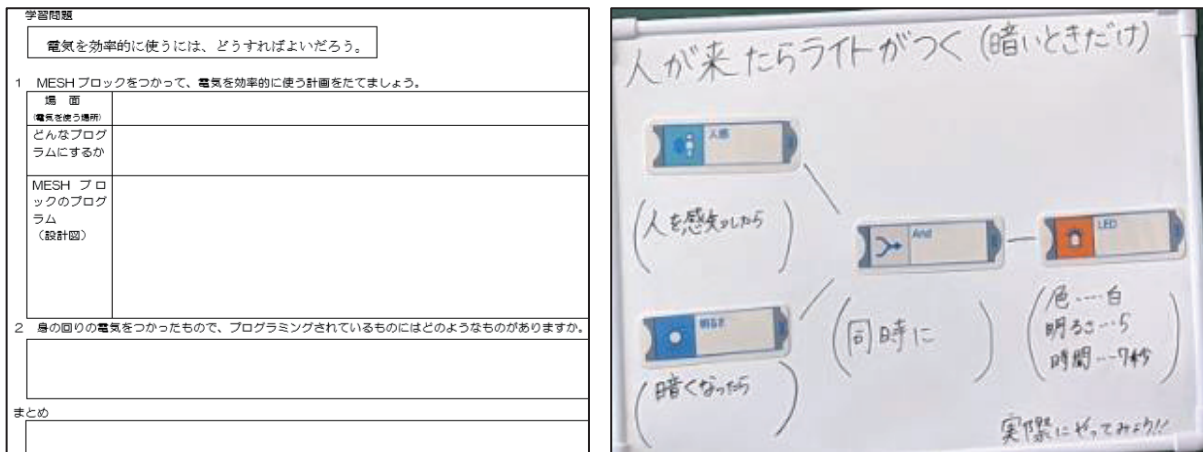 学習問題
電気を効率的に使うには、どうすればよいだろう。
1 MESHブロックをつかって、電気を効率的に使う計画をたてましょう。
場 面
(電気を使う場所)
どんなプログ
ラムにするか
MESH ブロ
ックのプログ
ラム
(設計図)
2 身の回りの電気をつかったもので、プログラミングされているものにはどのようなものがありますか。
まとめ
人が来たらライトがつく(暗いときだけ)
人感
(人を感知したら)
And
LED
明るさ
(暗くなったら)
(同時に)
(色…白
明るさ…5
時間…7秒)
実際にやってみよう!!